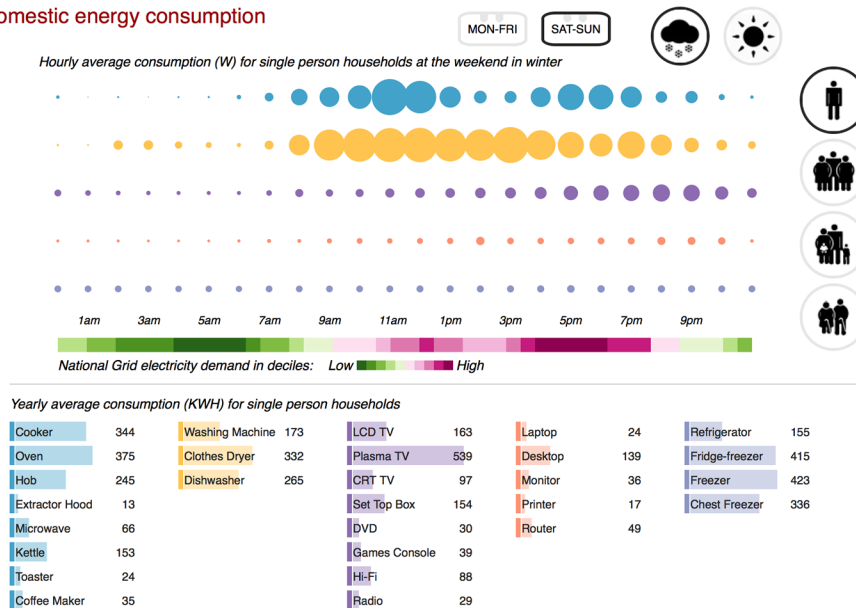 omestic energy consumption
MON-FRI SAT-SUN
Hourly average consumption (W) for single person households at the weekend in winter
1am 3am 5am 7am 9am 11am 1pm 3pm 5pm 7pm 9pm
National Grid electricity demand in deciles: Low High
Yearly average consumption (KWH) for single person households
Cooker 344 Washing Machine 173 LCD TV 163 Laptop 24 Refrigerator 155
Oven 375 Clothes Dryer 332 Plasma TV 539 Desktop 139 Fridge-freezer 415
Hob 245 Dishwasher 265 CRT TV 97 Monitor 36 Freezer 423
Extractor Hood 13 Set Top Box 154 Printer 17 Chest Freezer 336
Microwave 66 DVD 30 Router 49
Kettle 153 Games Console 39
Toaster 24 Hi-Fi 88
Coffee Maker 35 Radio 29